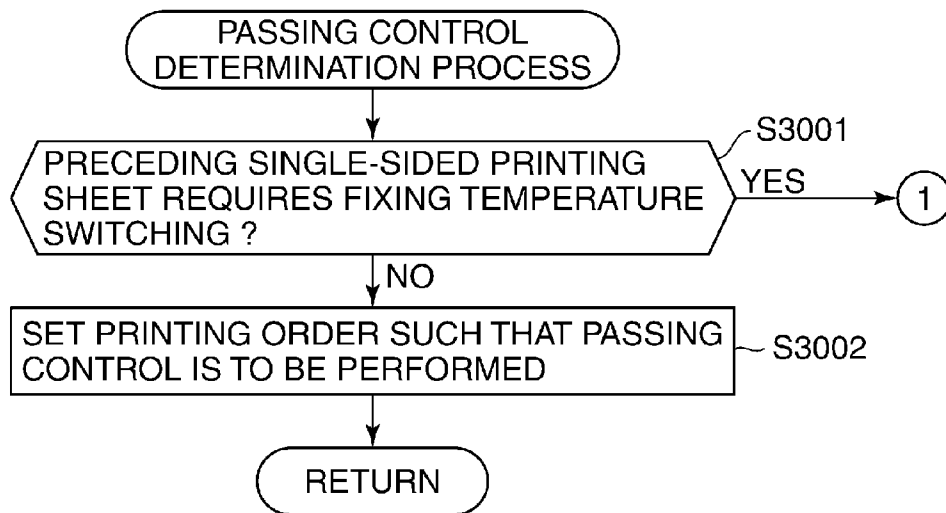 PASSING CONTROL
DETERMINATION PROCESS
S3001
PRECEDING SINGLE-SIDED PRINTING
SHEET REQUIRES FIXING TEMPERATURE
SWITCHING ?
YES
1
NO
SET PRINTING ORDER SUCH THAT PASSING
CONTROL IS TO BE PERFORMED
S3002
RETURN